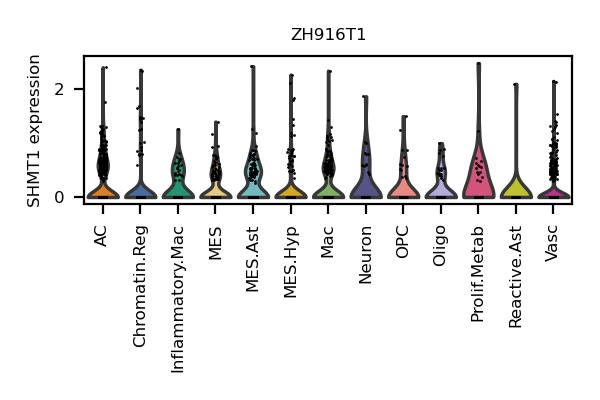 ZH916T1
SHMT1 expression
2
0
AC
Chromatin.Reg
Inflammatory.Mac
MES
MES.Ast
MES.Hyp
Mac
Neuron
OPC
Oligo
Prolif.Metab
Reactive.Ast
Vasc